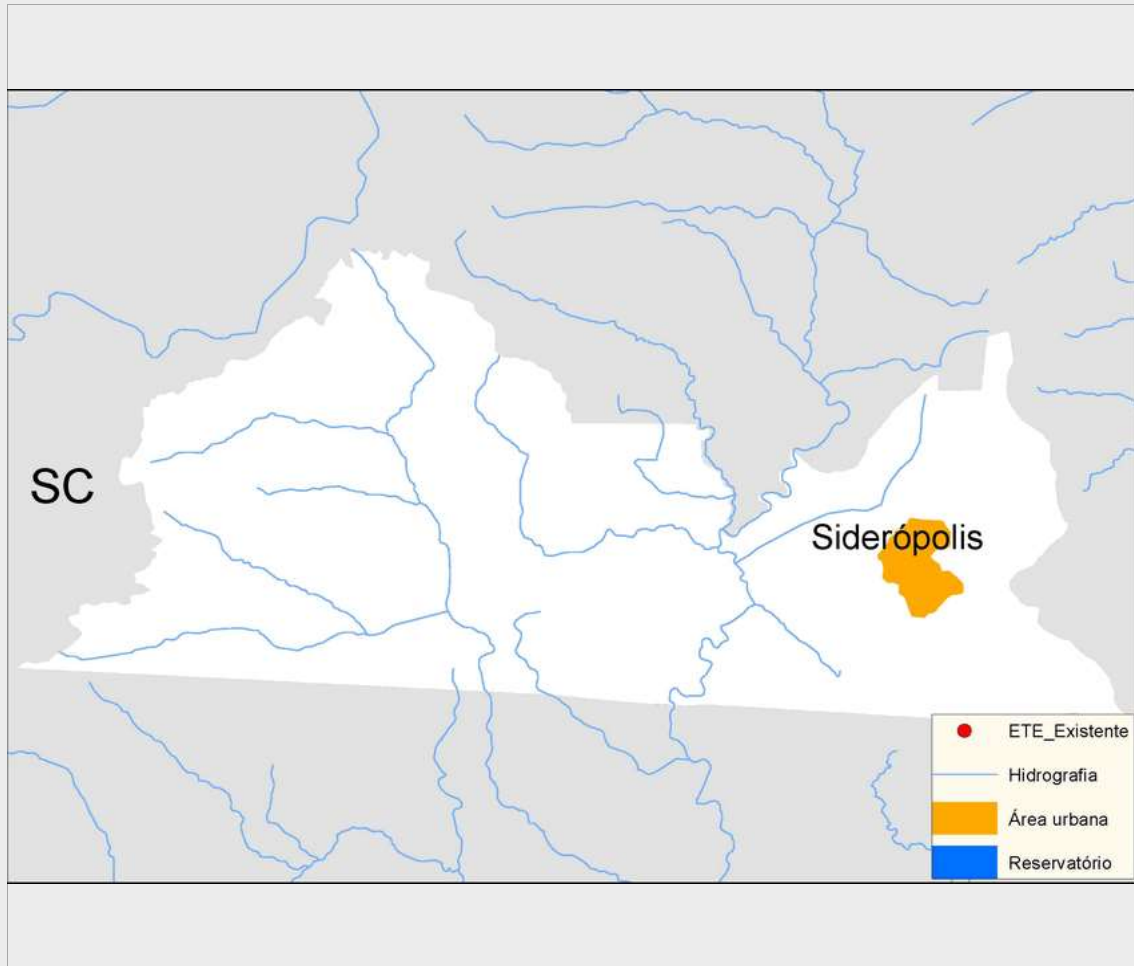 SC
Siderópolis
ETE_Existente
Hidrografia
Área urbana
Reservatório